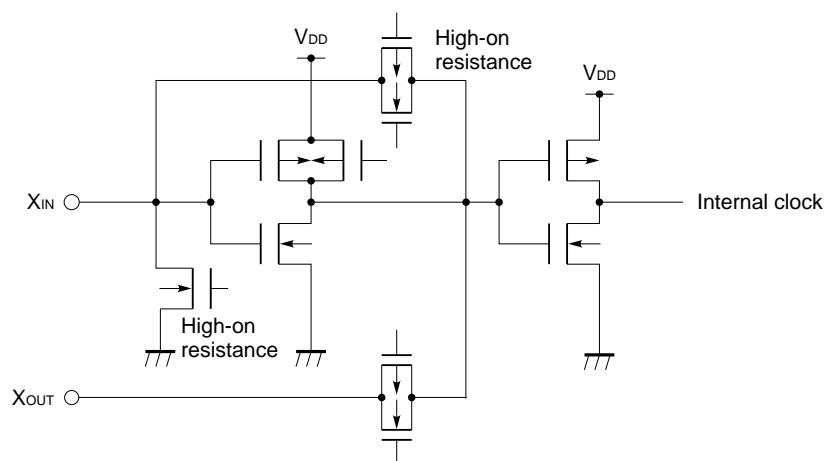 VDD
High-on
resistance
VDD
XIN
Internal clock
High-on
resistance
XOUT